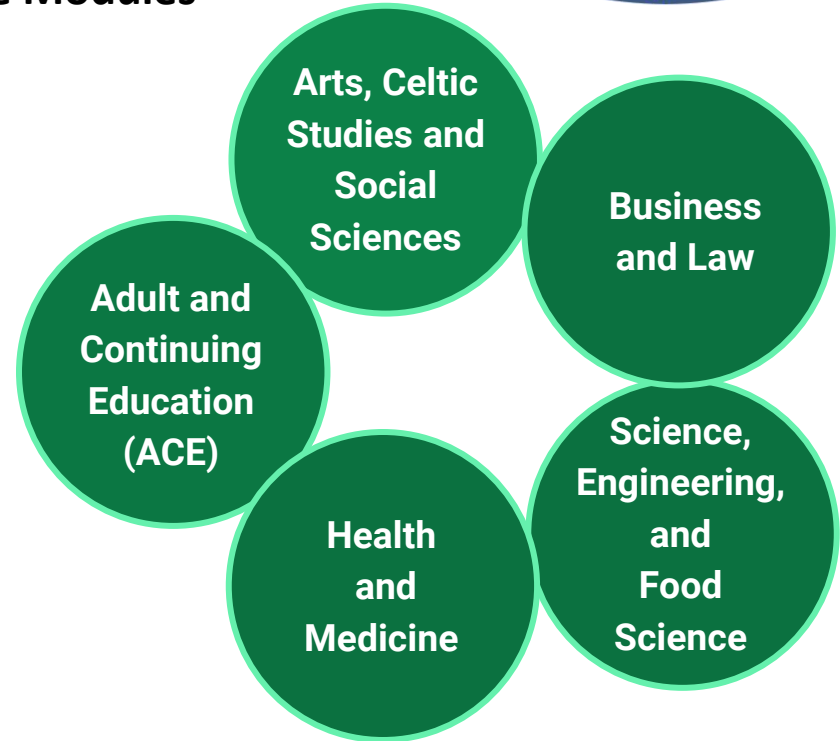 Modules
Arts, Celtic
Studies and
Social
Sciences
Business
and Law
Adult and
Continuing
Education
(ACE)
Science,
Engineering,
and
Food
Science
Health
and
Medicine